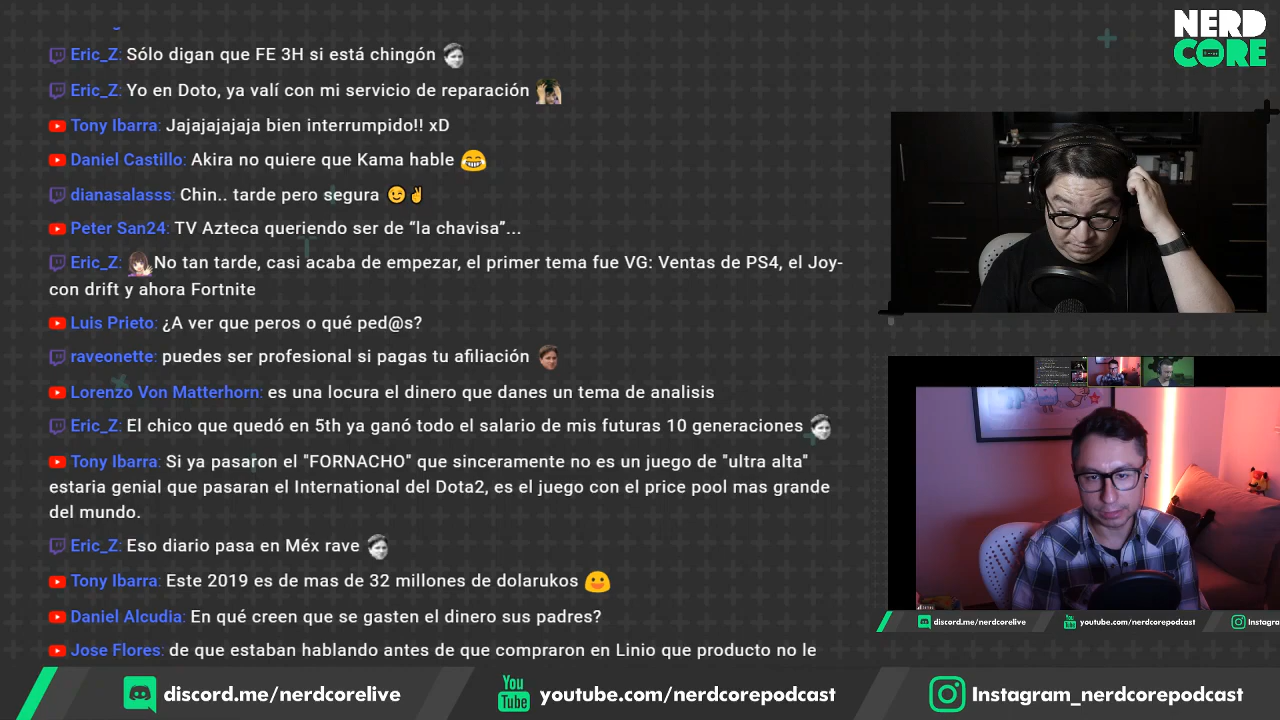 NERD
CORE
Eric_Z: Sólo digan que FE 3H si está chingón
Eric_Z: Yo en Doto, ya valí con mi servicio de reparación
Tony Ibarra: Jajajajajaja bien interrumpido!! xD
Daniel Castillo: Akira no quiere que Kama hable 😂
dianasalasss: Chin.. tarde pero segura 😉✌
Peter San24: TV Azteca queriendo ser de “la chavisa”...
Eric_Z: No tan tarde, casi acaba de empezar, el primer tema fue VG: Ventas de PS4, el Joy-
con drift y ahora Fortnite
Luis Prieto: ¿A ver que peros o qué ped@s?
raveonette: puedes ser profesional si pagas tu afiliación
Lorenzo Von Matterhorn: es una locura el dinero que danes un tema de analisis
Eric_Z: El chico que quedó en 5th ya ganó todo el salario de mis futuras 10 generaciones
Tony Ibarra: Si ya pasaron el "FORNACHO" que sinceramente no es un juego de "ultra alta"
estaria genial que pasaran el International del Dota2, es el juego con el price pool mas grande
del mundo.
Eric_Z: Eso diario pasa en Méx rave
Tony Ibarra: Este 2019 es de mas de 32 millones de dolarukos 😃
Daniel Alcudia: En qué creen que se gasten el dinero sus padres?
Jose Flores: de que estaban hablando antes de que compraron en Linio que producto no le
discord.me/nerdcorelive
youtube.com/nerdcorepodcast
Instagra
discord.me/nerdcorelive
You
Tube
youtube.com/nerdcorepodcast
Instagram_nerdcorepodcast